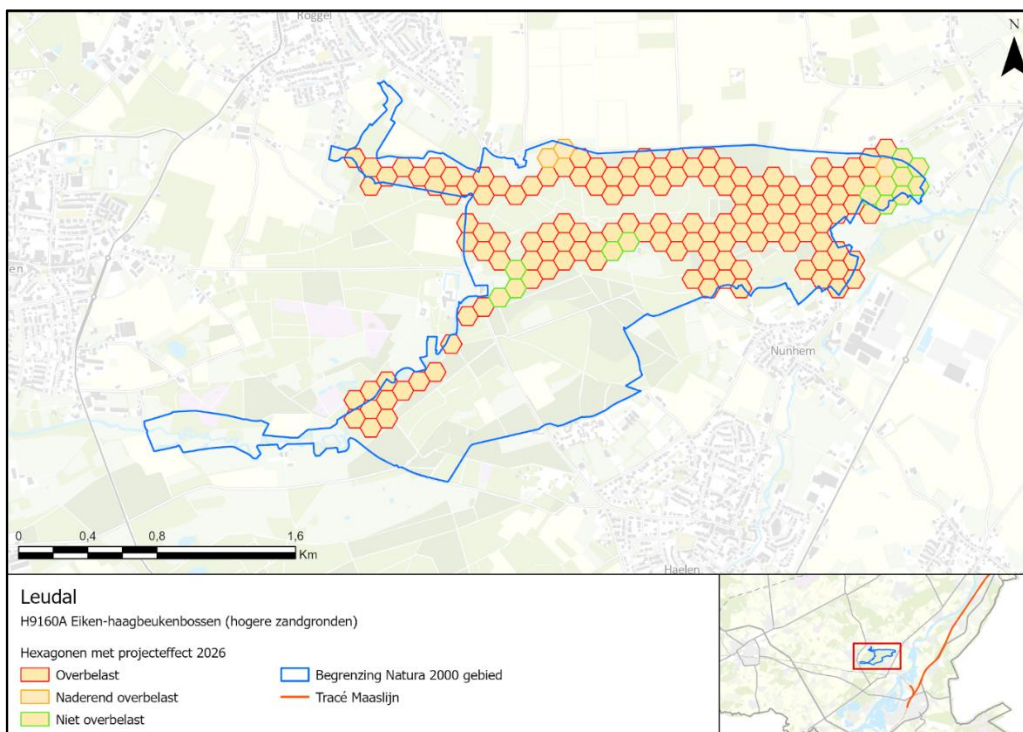 Roggel
N
Nunhem
Haelen
0 0,4 0,8 1,6
Km
Leudal
H9160A Eiken-haagbeukenbossen (hogere zandgronden)
Hexagonen met projecteffect 2026
Overbelast
Naderend overbelast
Niet overbelast
Begrenzing Natura 2000 gebied
Tracé Maaslijn